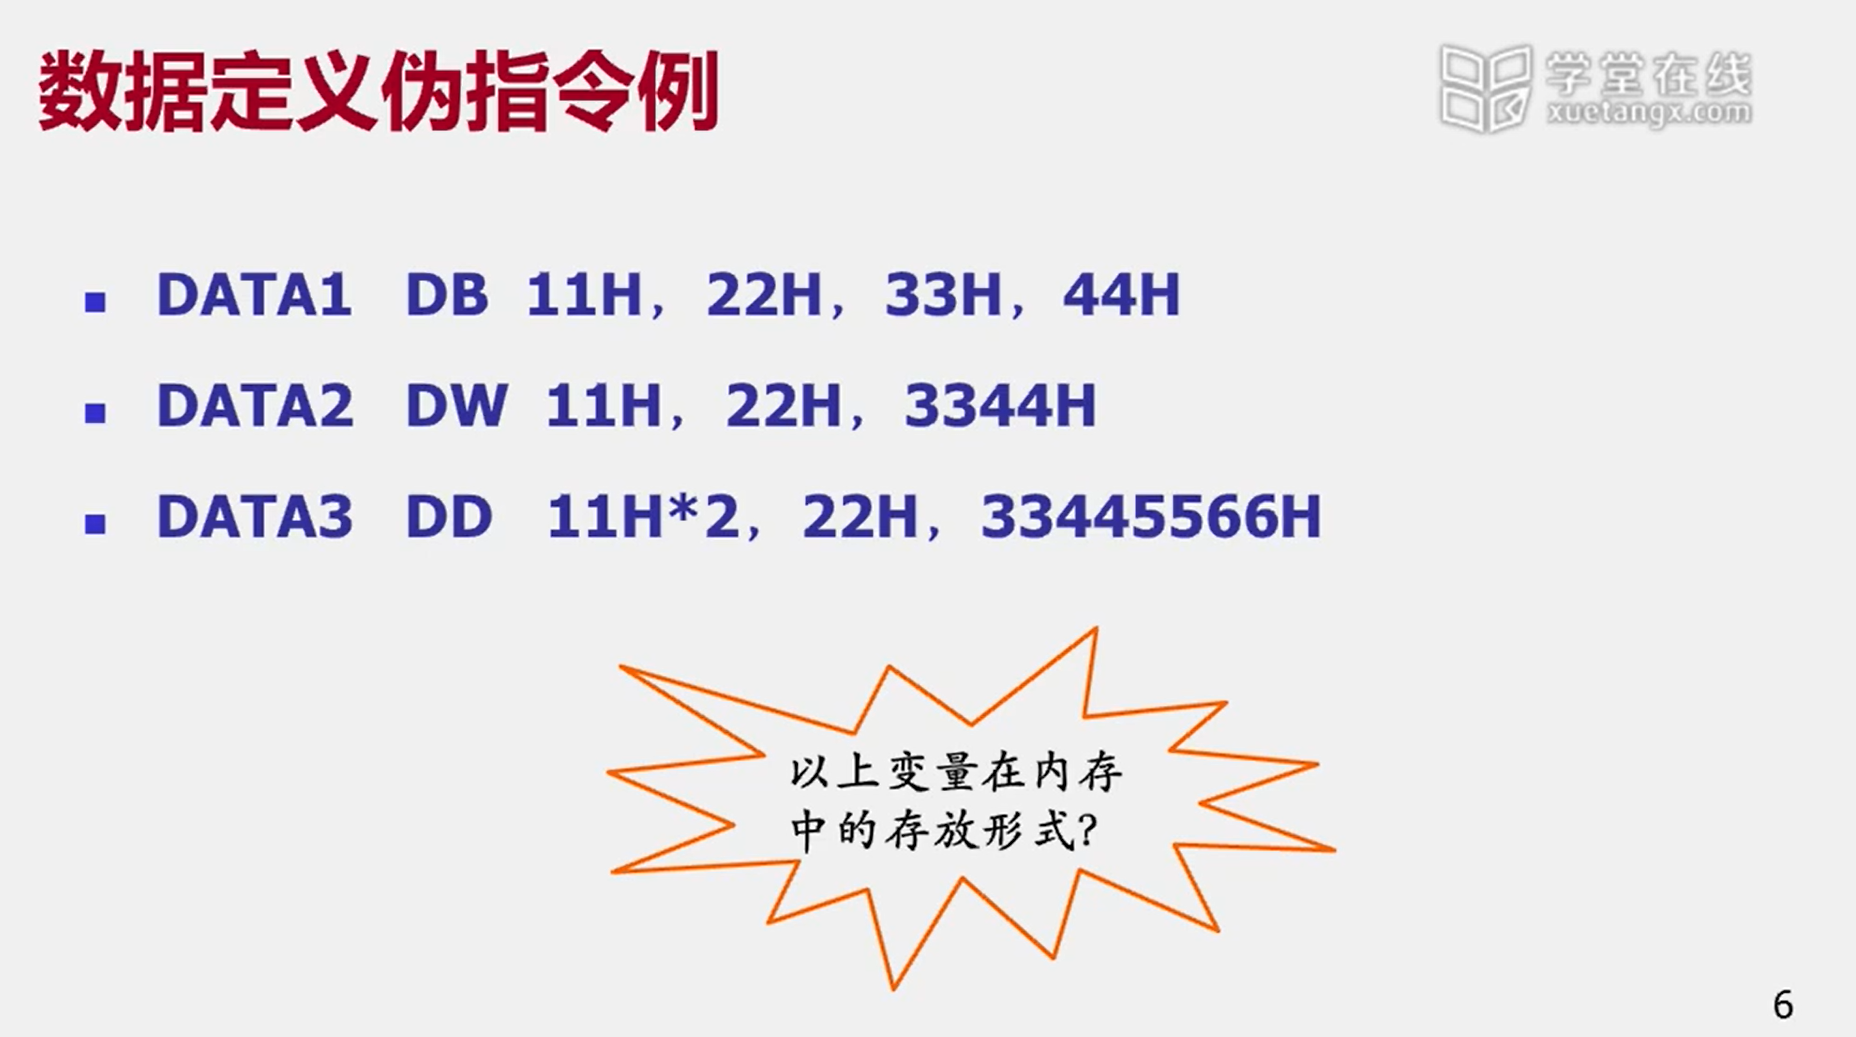 数据定义伪指令例
学堂在线
xuetangx.com
DATA1 DB 11H，22H，33H，44H
DATA2 DW 11H，22H，3344H
DATA3 DD 11H*2，22H，33445566H
以上变量在内存
中的存放形式?
6